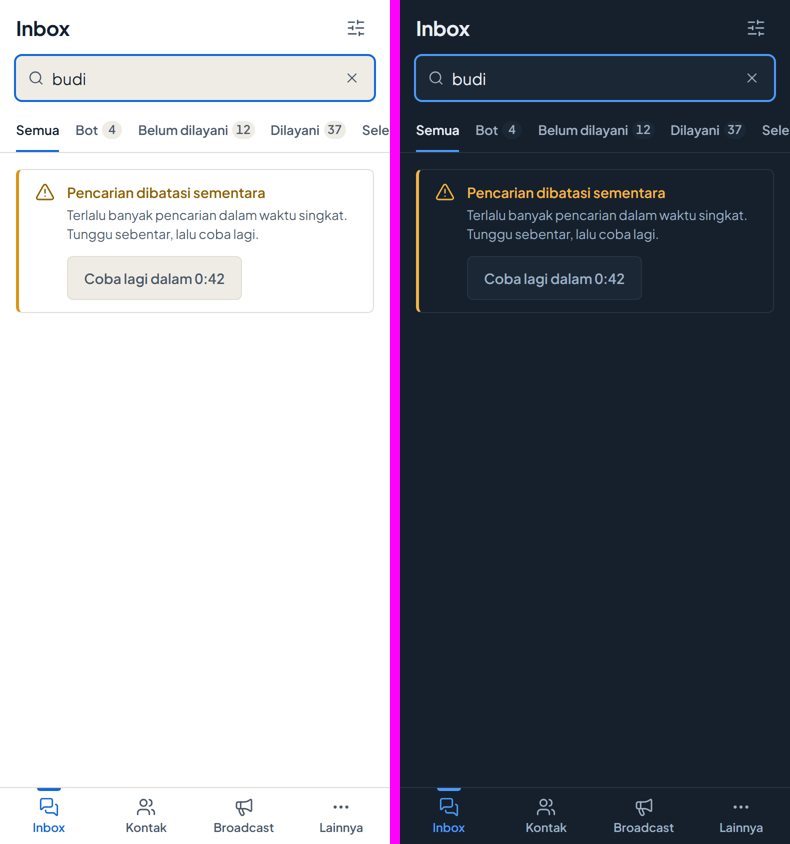 Inbox
budi
Semua Bot 4 Belum dilayani 12 Dilayani 37 Sele
Pencarian dibatasi sementara
Terlalu banyak pencarian dalam waktu singkat.
Tunggu sebentar, lalu coba lagi.
Coba lagi dalam 0:42
Inbox Kontak Broadcast Lainnya
Inbox
budi
Semua Bot 4 Belum dilayani 12 Dilayani 37 Sele
Pencarian dibatasi sementara
Terlalu banyak pencarian dalam waktu singkat.
Tunggu sebentar, lalu coba lagi.
Coba lagi dalam 0:42
Inbox Kontak Broadcast Lainnya